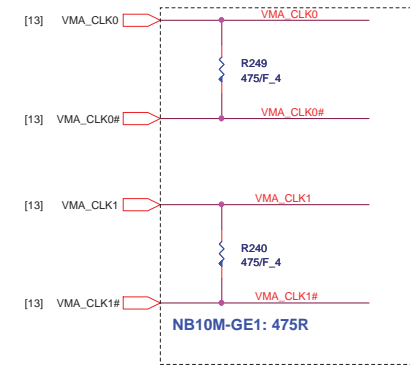 [13] VMA_CLK0 VMA_CLK0
R249
475/F_4
[13] VMA_CLK0# VMA_CLK0#
[13] VMA_CLK1 VMA_CLK1
R240
475/F_4
[13] VMA_CLK1# VMA_CLK1#
NB10M-GE1: 475R